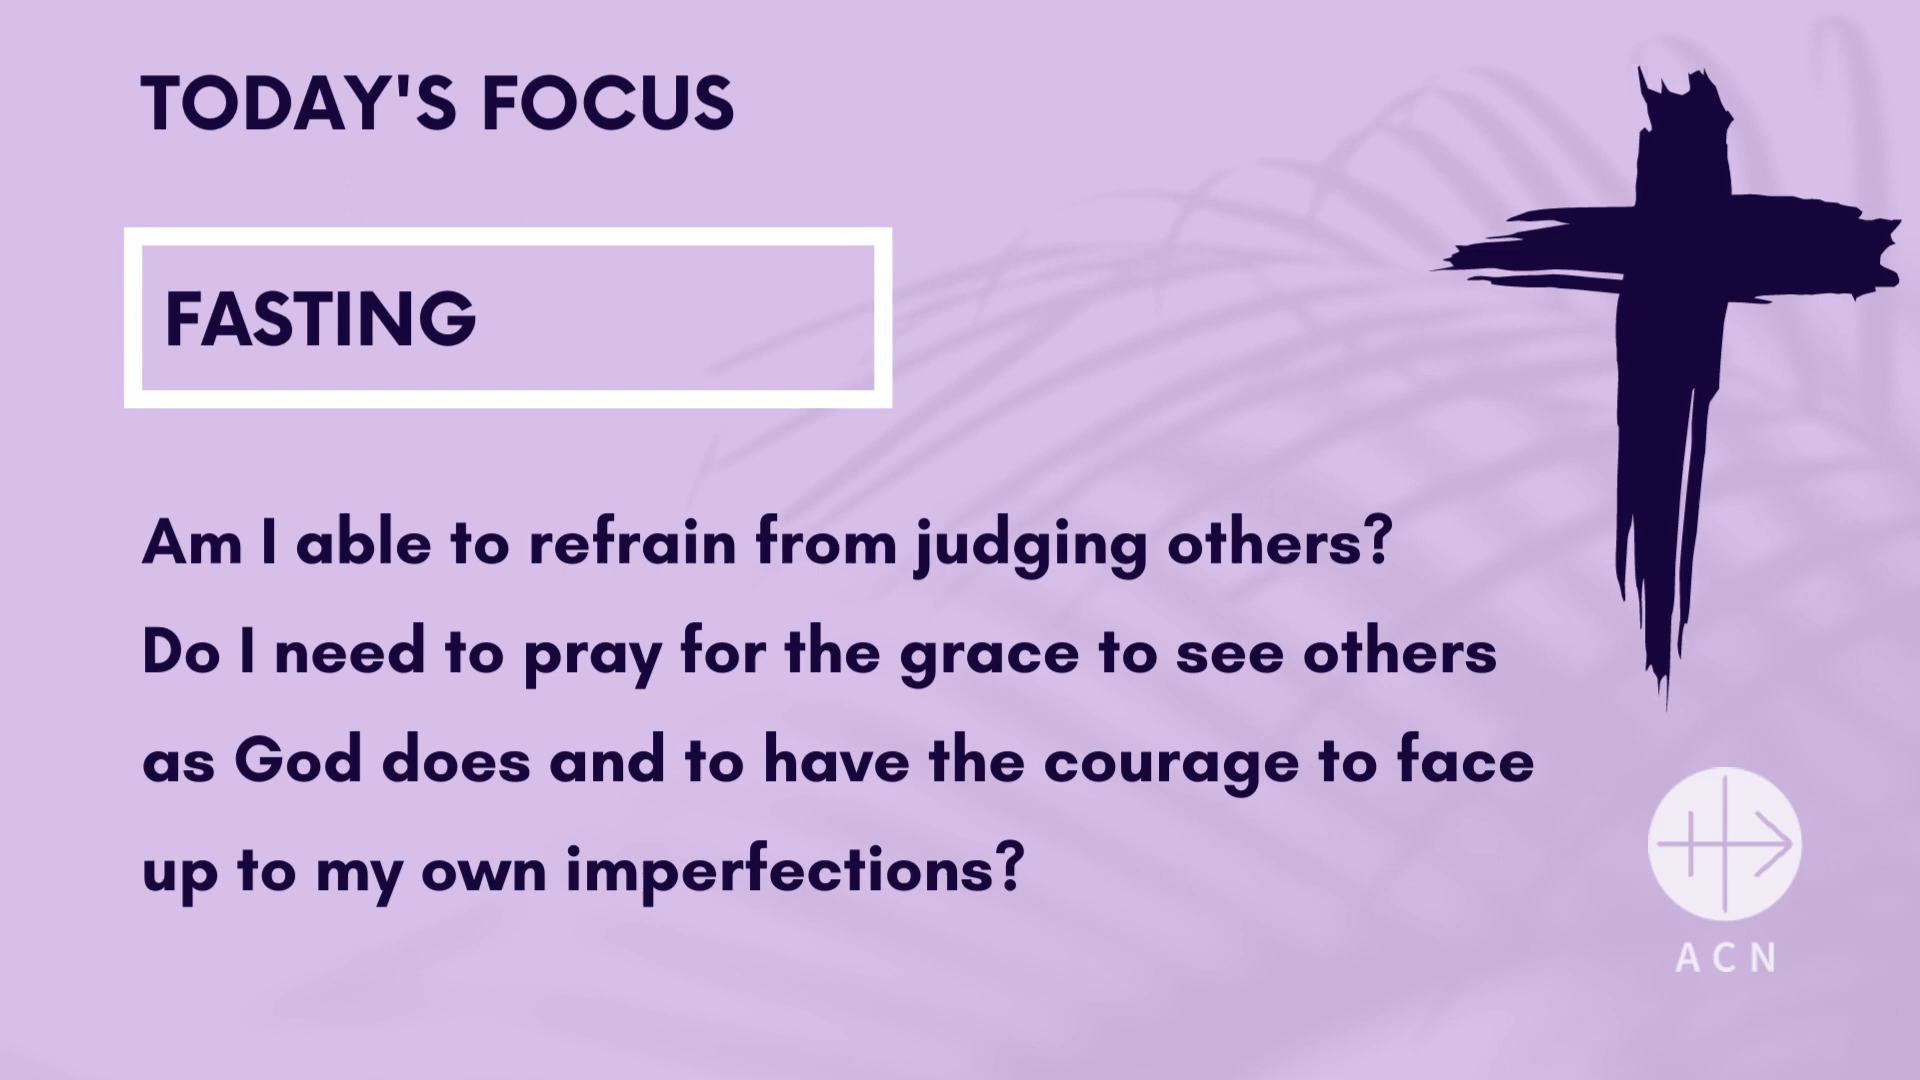 TODAY'S FOCUS
FASTING
Am I able to refrain from judging others?
Do I need to pray for the grace to see others
as God does and to have the courage to face
up to my own imperfections?
ACN